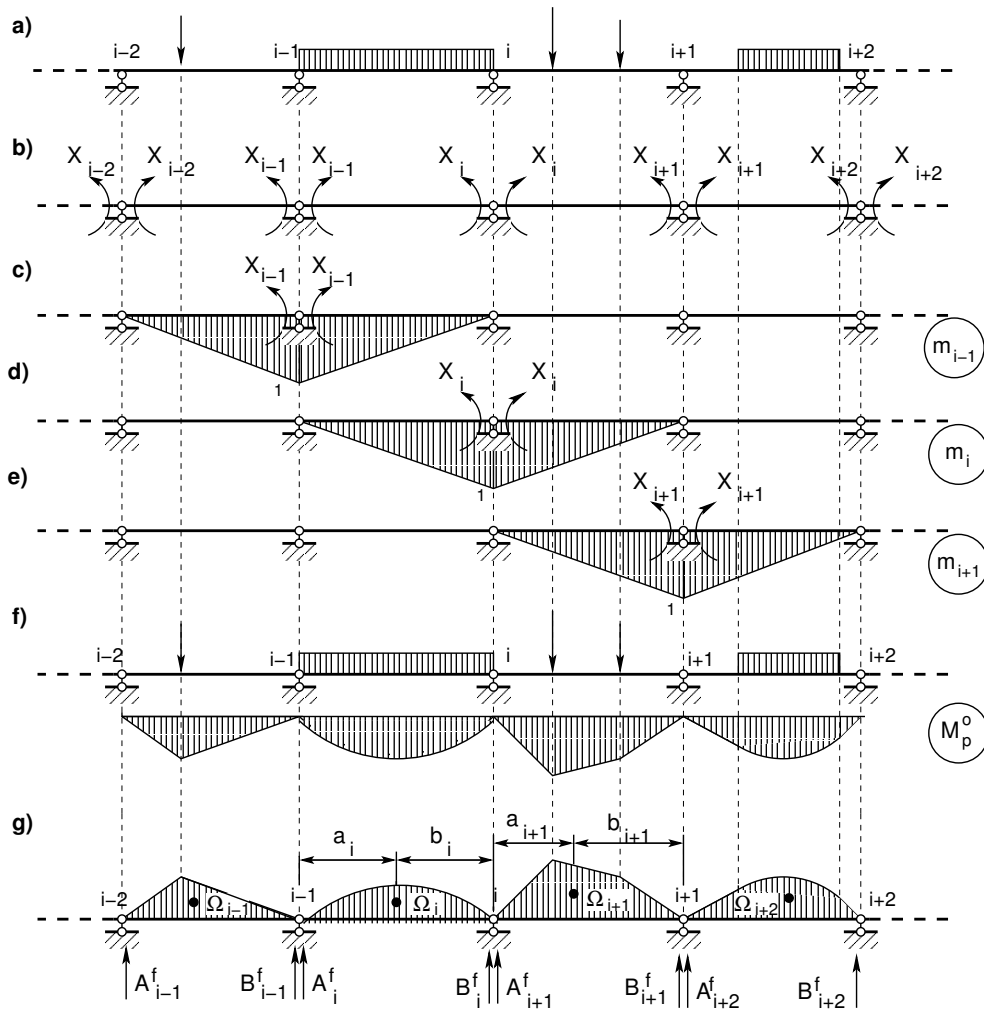 a)
i−2 i−1 i i+1 i+2
b)
X i−2 X i−2 X i−1 X i−1 X i X i X i+1 X i+1 X i+2 X i+2
c)
X i−1 X i−1
1
m i−1
d)
X i X i
1
m i
e)
X i+1 X i+1
1
m i+1
f)
i−2 i−1 i i+1 i+2
M p o
g)
a i b i a i+1 b i+1
i−2 i−1 i i+1 i+2
Ω i−1 Ω i Ω i+1 Ω i+2
A f i−1 B f i−1 A f i B f i A f i+1 B f i+1 A f i+2 B f i+2